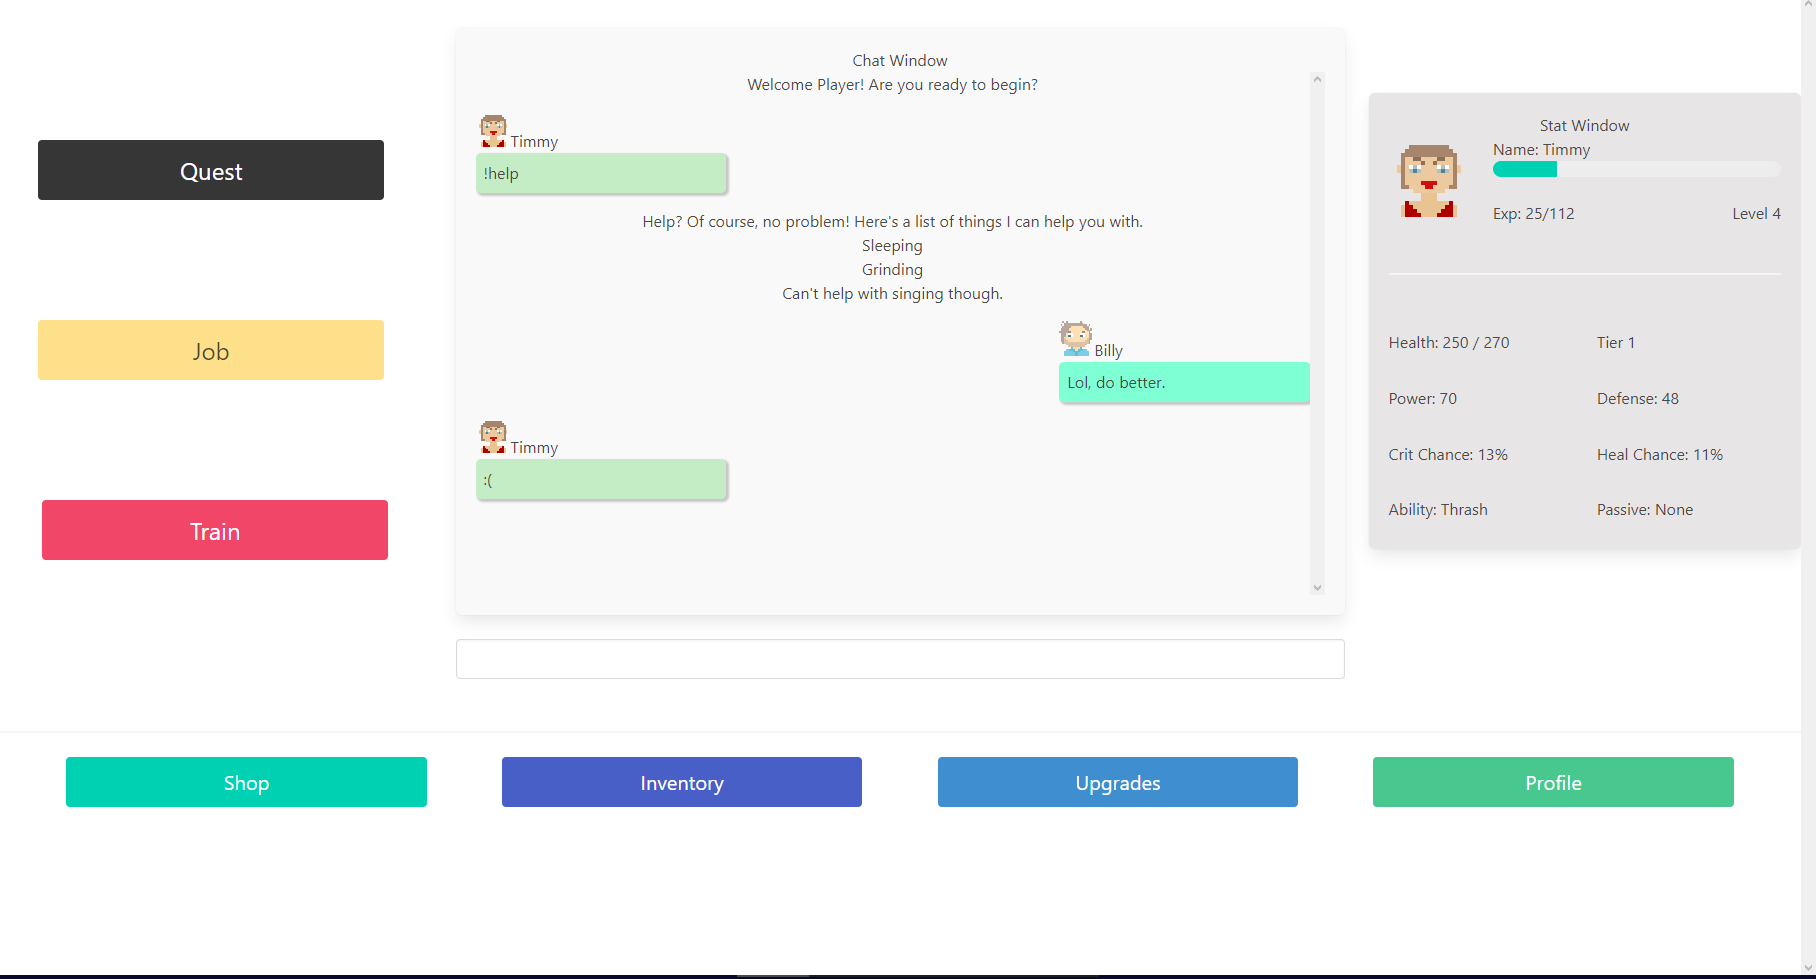 Quest
Job
Train
Chat Window
Welcome Player! Are you ready to begin?
Timmy
!help
Help? Of course, no problem! Here's a list of things I can help you with.
Sleeping
Grinding
Can't help with singing though.
Billy
Lol, do better.
Timmy
:(
Stat Window
Name: Timmy
Exp: 25/112 Level 4
Health: 250 / 270 Tier 1
Power: 70 Defense: 48
Crit Chance: 13% Heal Chance: 11%
Ability: Thrash Passive: None
Shop Inventory Upgrades Profile